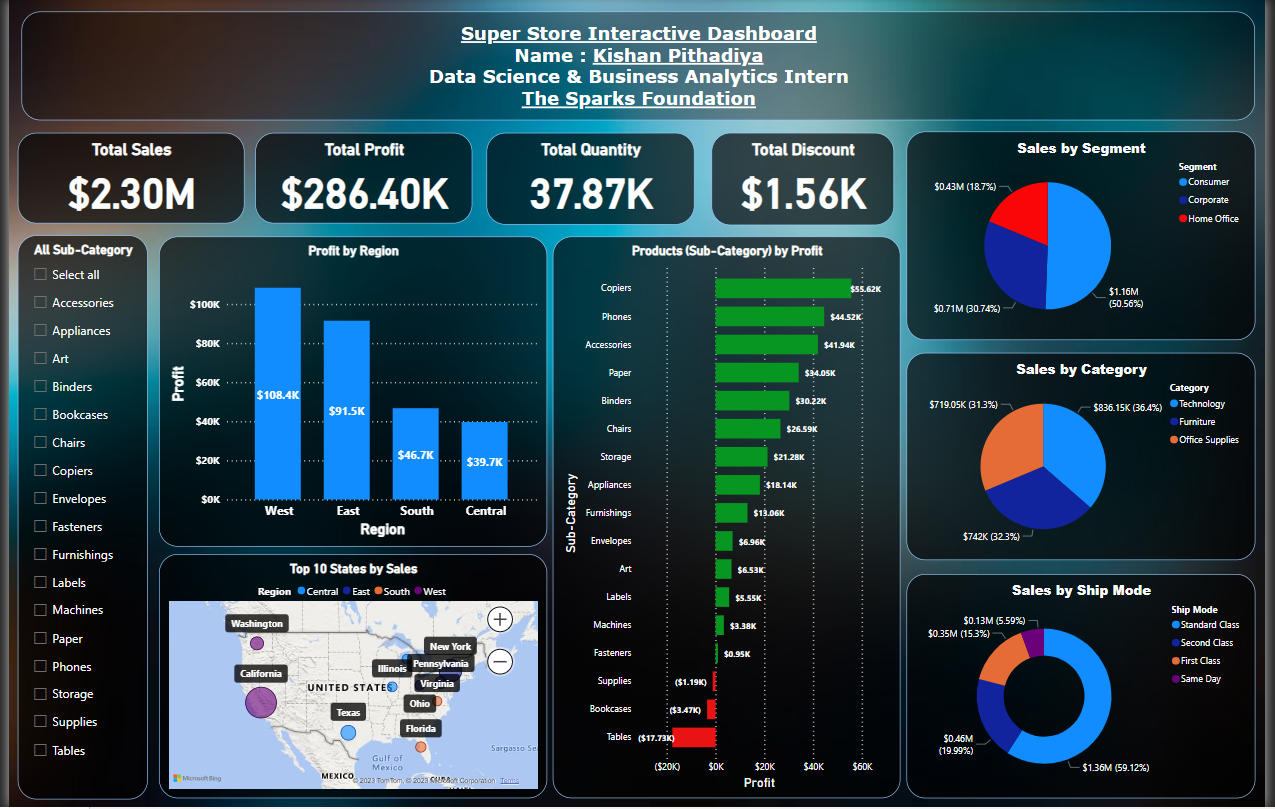 Super Store Interactive Dashboard
Name : Kishan Pithadiya
Data Science & Business Analytics Intern
The Sparks Foundation
Total Sales
$2.30M
Total Profit
$286.40K
Total Quantity
37.87K
Total Discount
$1.56K
Sales by Segment
$0.43M (18.7%)
$0.71M (30.74%)
$1.16M
(50.56%)
Segment
Consumer
Corporate
Home Office
All Sub-Category
Select all
Accessories
Appliances
Art
Binders
Bookcases
Chairs
Copiers
Envelopes
Fasteners
Furnishings
Labels
Machines
Paper
Phones
Storage
Supplies
Tables
Profit by Region
Profit
$100K
$80K
$60K
$40K
$20K
$0K
$108.4K
$91.5K
$46.7K
$39.7K
West East South Central
Region
Top 10 States by Sales
Region Central East South West
Washington
New York
Illinois Pennsylvania
California
UNITED STATES
Virginia
Ohio
Texas
Florida
Sargasso Se
Gulf of
Mexico
MEXICO
CUBA
Microsoft Bing
© 2023 TomTom, © 2023 Microsoft Corporation Terms
Products (Sub-Category) by Profit
Sub-Category
Copiers $55.62K
Phones $44.52K
Accessories $41.94K
Paper $34.05K
Binders $30.22K
Chairs $26.59K
Storage $21.28K
Appliances $18.14K
Furnishings $13.06K
Envelopes $6.96K
Art $6.53K
Labels $5.55K
Machines $3.38K
Fasteners $0.95K
Supplies ($1.19K)
Bookcases ($3.47K)
Tables ($17.73K)
($20K) $0K $20K $40K $60K
Profit
Sales by Category
$719.05K (31.3%)
$836.15K (36.4%)
$742K (32.3%)
Category
Technology
Furniture
Office Supplies
Sales by Ship Mode
$0.13M (5.59%)
$0.35M (15.3%)
$0.46M
(19.99%)
$1.36M (59.12%)
Ship Mode
Standard Class
Second Class
First Class
Same Day